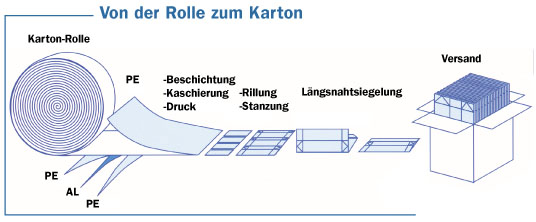 Von der Rolle zum Karton
Karton-Rolle
PE
-Beschichtung
-Kaschierung
-Druck
-Rillung
-Stanzung
Längsnahtsiegelung
Versand
PE
AL
PE